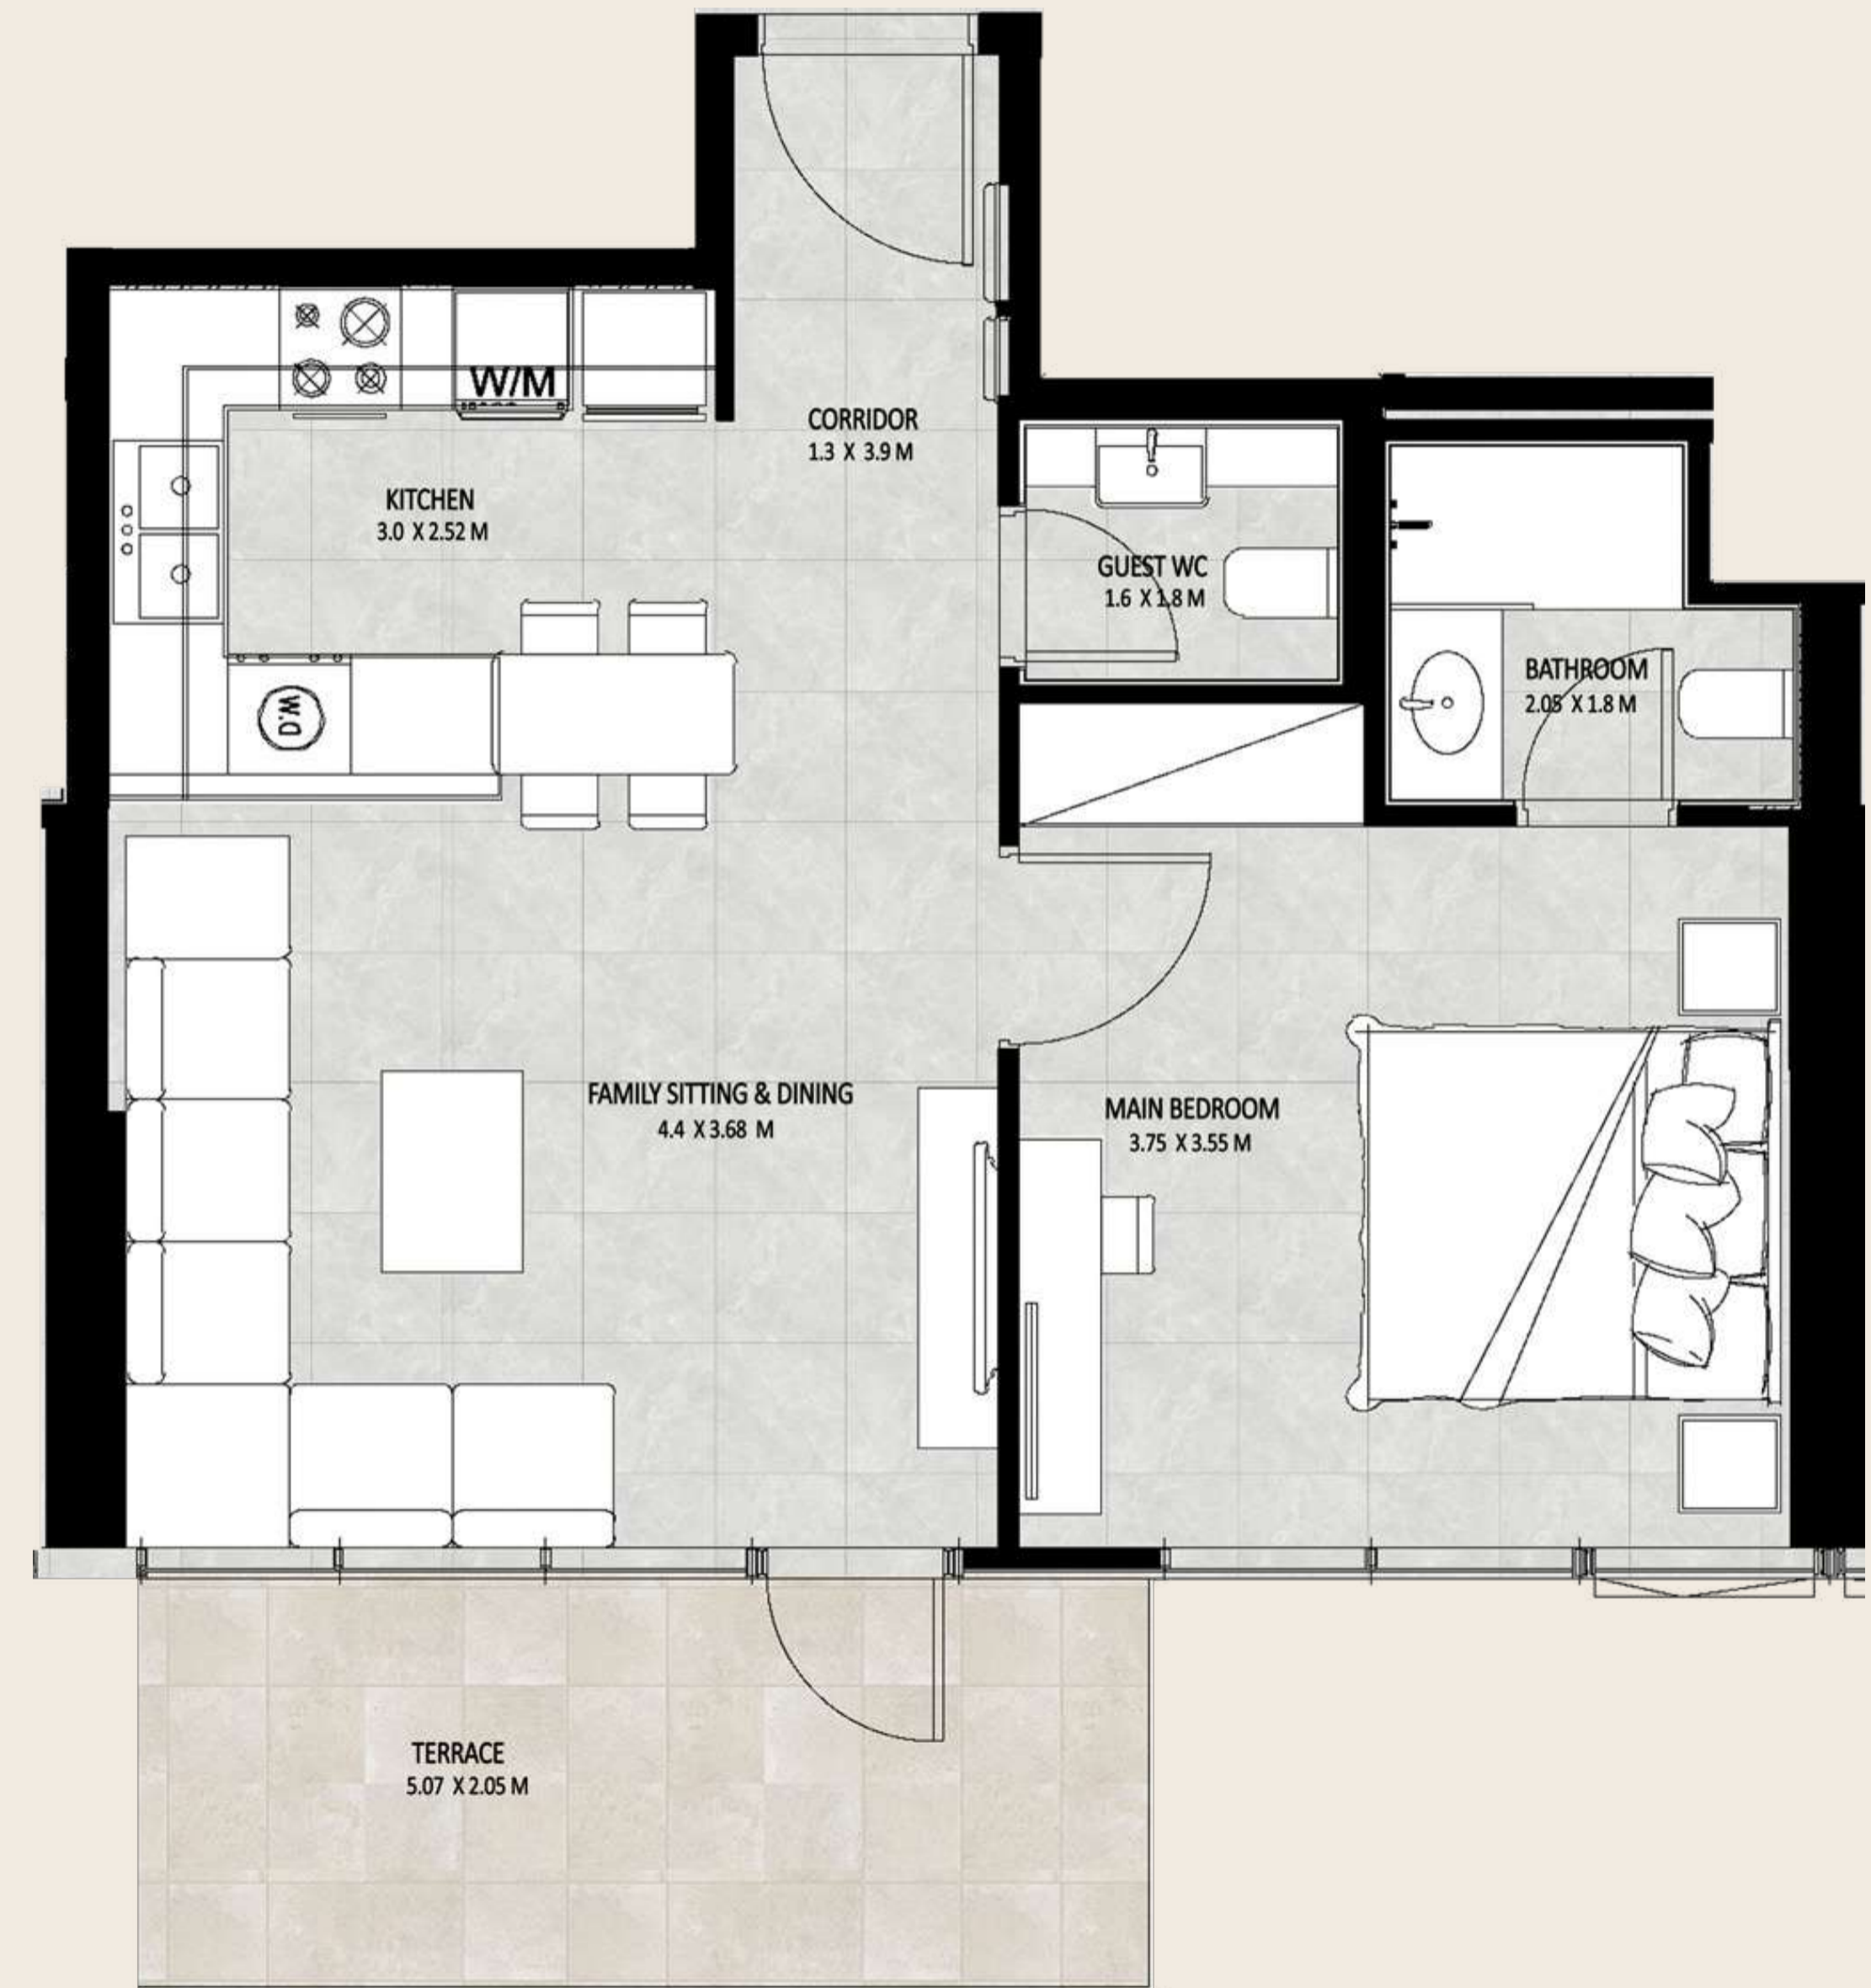 W/M
CORRIDOR
1.3 X 3.9 M
KITCHEN
3.0 X 2.52 M
GUEST WC
1.6 X 1.8 M
BATHROOM
2.05 X 1.8 M
W.D
FAMILY SITTING & DINING
4.4 X 3.68 M
MAIN BEDROOM
3.75 X 3.55 M
TERRACE
5.07 X 2.05 M